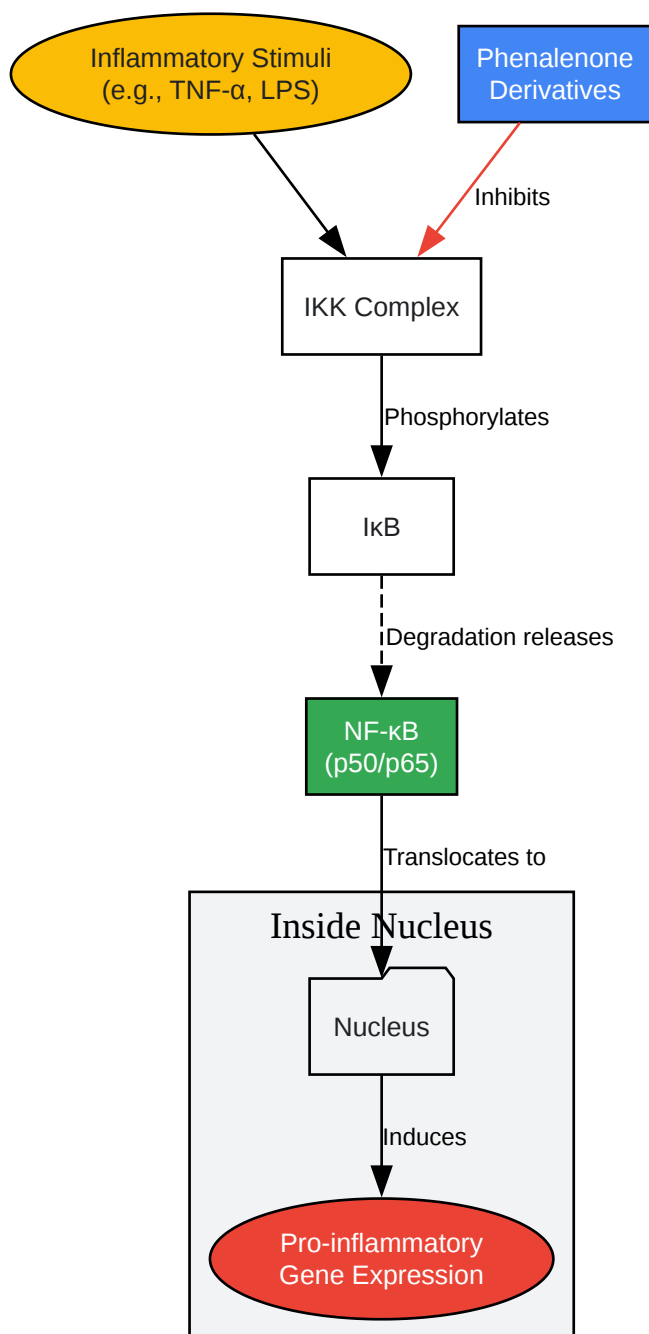 Inflammatory Stimuli
(e.g., TNF-α, LPS)
Phenalenone
Derivatives
Inhibits
IKK Complex
Phosphorylates
IκB
Degradation releases
NF-κB
(p50/p65)
Translocates to
Inside Nucleus
Nucleus
Induces
Pro-inflammatory
Gene Expression